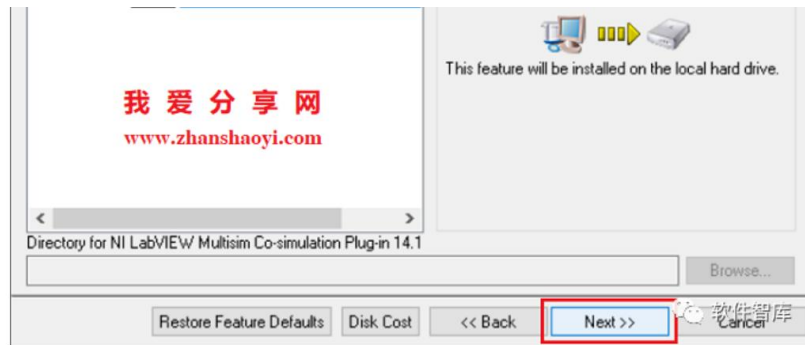 This feature will be installed on the local hard drive.
我爱分享网
www.zhanshaoyi.com
Directory for NI LabVIEW Multisim Co-simulation Plug-in 14.1
Browse...
Restore Feature Defaults Disk Cost << Back Next >> Cancel
软件智库